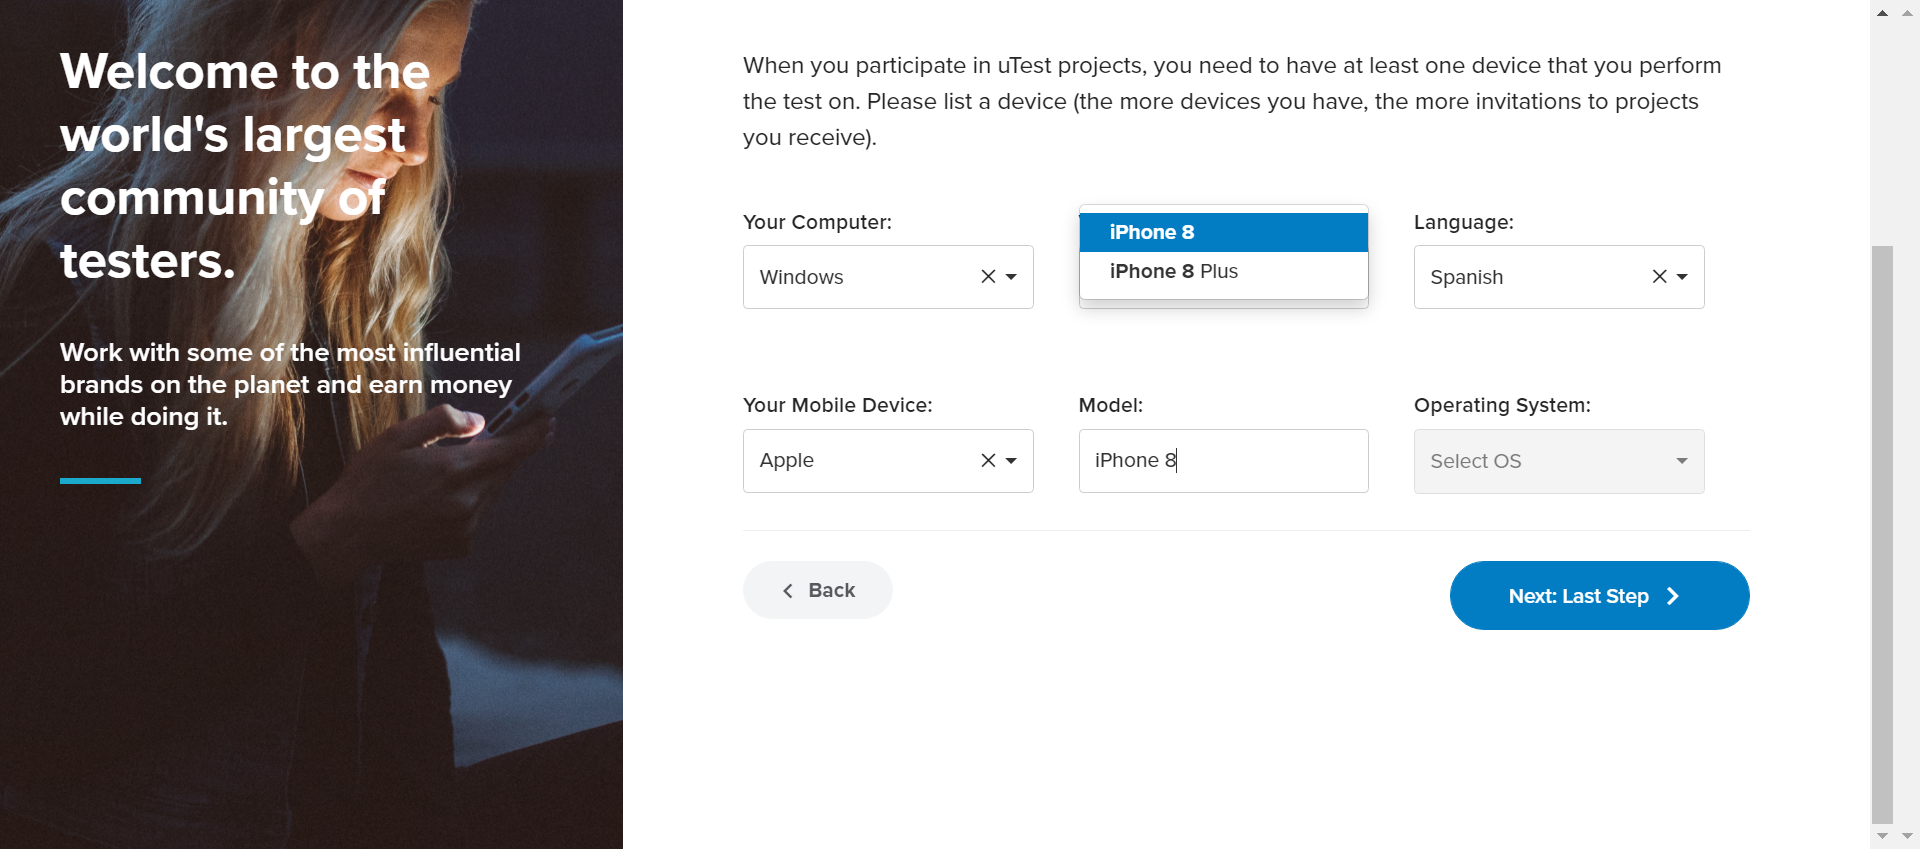 Welcome to the
world's largest
community of
testers.
Work with some of the most influential
brands on the planet and earn money
while doing it.
When you participate in uTest projects, you need to have at least one device that you perform
the test on. Please list a device (the more devices you have, the more invitations to projects
you receive).
Your Computer:
Windows
iPhone 8
iPhone 8 Plus
Language:
Spanish
Your Mobile Device:
Apple
Model:
iPhone 8
Operating System:
Select OS
Back
Next: Last Step